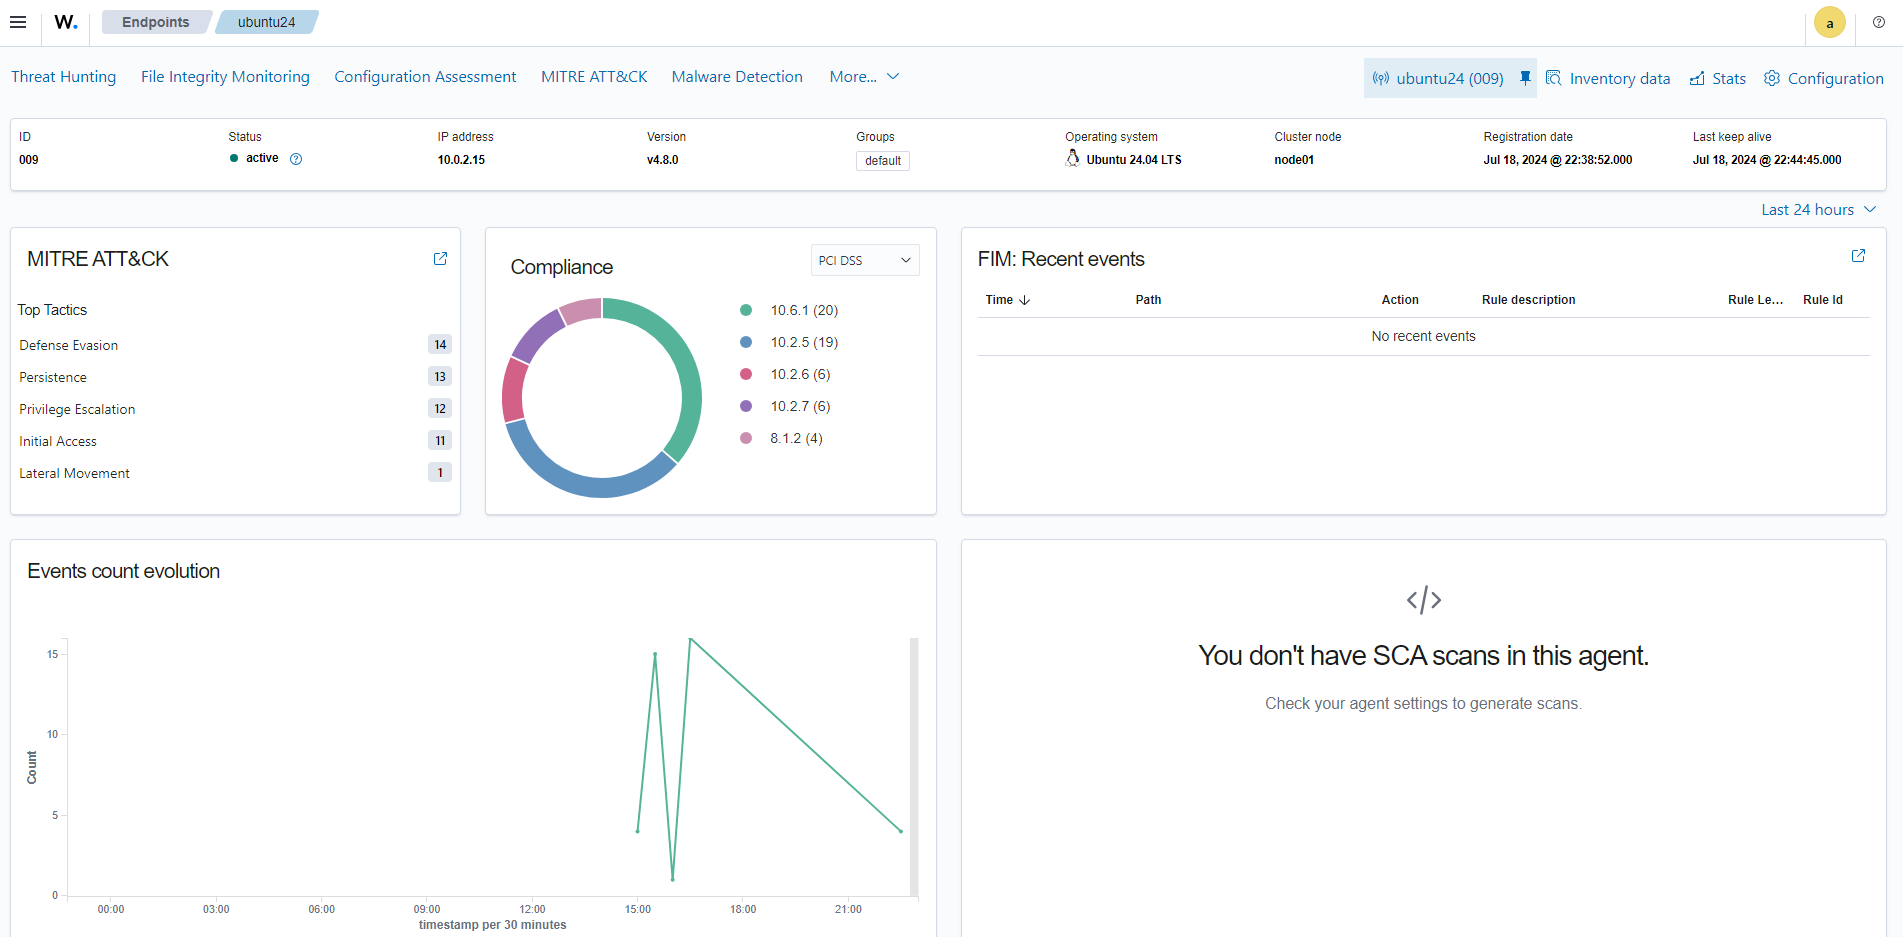 W.
Endpoints
ubuntu24
a
Threat Hunting
File Integrity Monitoring
Configuration Assessment
MITRE ATT&CK
Malware Detection
More...
ubuntu24 (009)
Inventory data
Stats
Configuration
ID
009
Status
active
IP address
10.0.2.15
Version
v4.8.0
Groups
default
Operating system
Ubuntu 24.04 LTS
Cluster node
node01
Registration date
Jul 18, 2024 @ 22:38:52.000
Last keep alive
Jul 18, 2024 @ 22:44:45.000
Last 24 hours
MITRE ATT&CK
Top Tactics
Defense Evasion 14
Persistence 13
Privilege Escalation 12
Initial Access 11
Lateral Movement 1
Compliance
PCI DSS
10.6.1 (20)
10.2.5 (19)
10.2.6 (6)
10.2.7 (6)
8.1.2 (4)
FIM: Recent events
Time Path Action Rule description Rule Le... Rule Id
No recent events
Events count evolution
15
10
5
0
Count
00:00 03:00 06:00 09:00 12:00 15:00 18:00 21:00
timestamp per 30 minutes
</>
You don't have SCA scans in this agent.
Check your agent settings to generate scans.